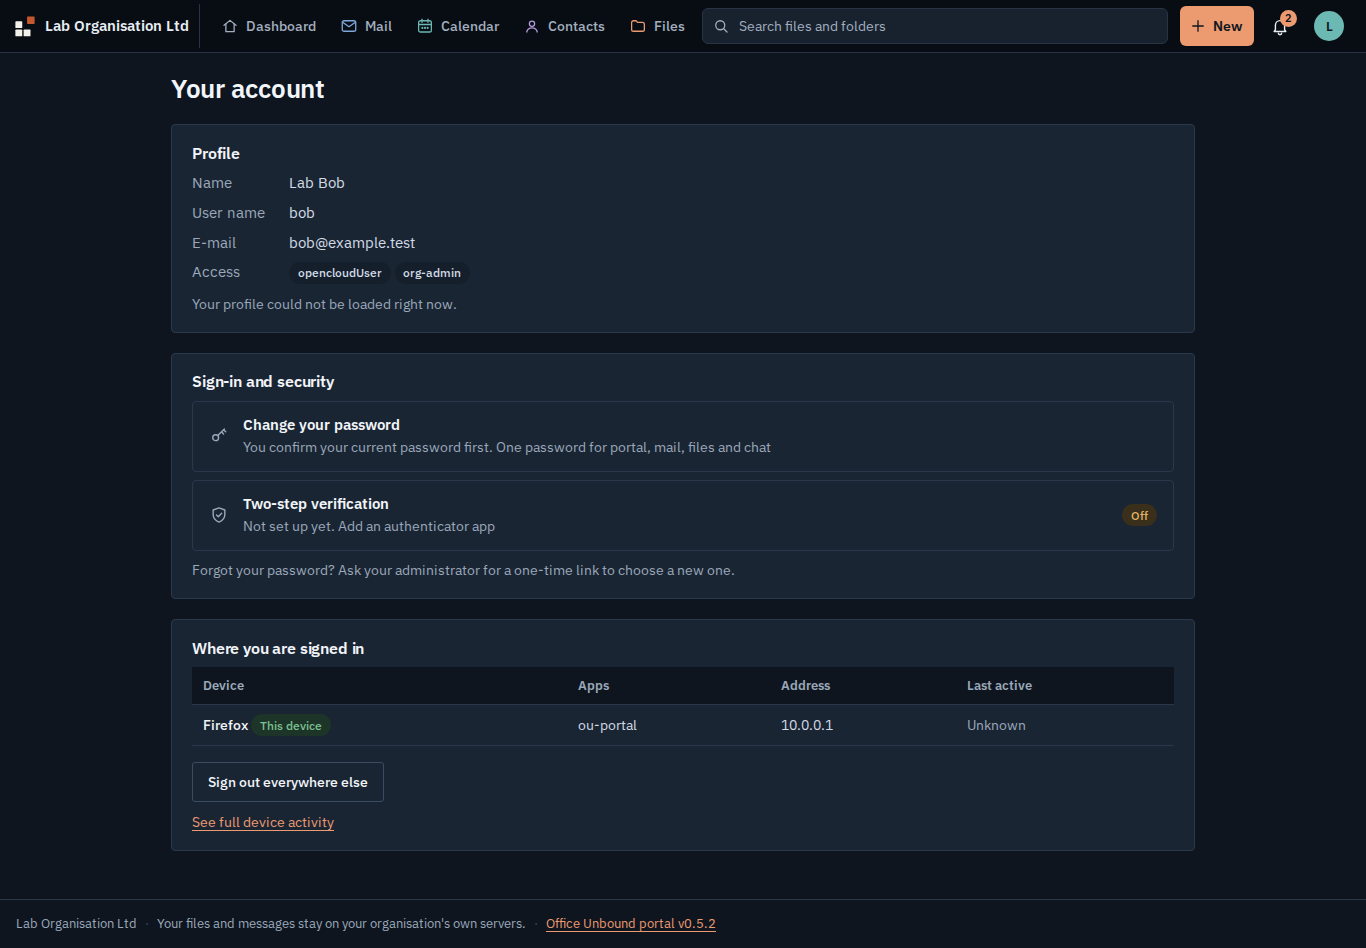 Lab Organisation Ltd
Dashboard
Mail
Calendar
Contacts
Files
Search files and folders
New
2
L
Your account
Profile
Name Lab Bob
User name bob
E-mail bob@example.test
Access opencloudUser org-admin
Your profile could not be loaded right now.
Sign-in and security
Change your password
You confirm your current password first. One password for portal, mail, files and chat
Two-step verification
Not set up yet. Add an authenticator app
Off
Forgot your password? Ask your administrator for a one-time link to choose a new one.
Where you are signed in
Device Apps Address Last active
Firefox This device ou-portal 10.0.0.1 Unknown
Sign out everywhere else
See full device activity
Lab Organisation Ltd · Your files and messages stay on your organisation's own servers. · Office Unbound portal v0.5.2